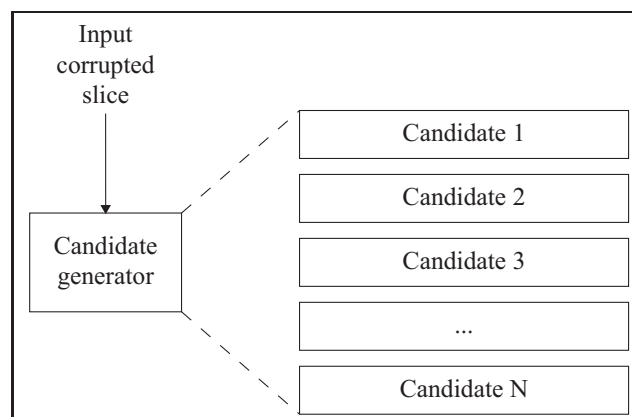 Input
corrupted
slice
Candidate
generator
Candidate 1
Candidate 2
Candidate 3
...
Candidate N